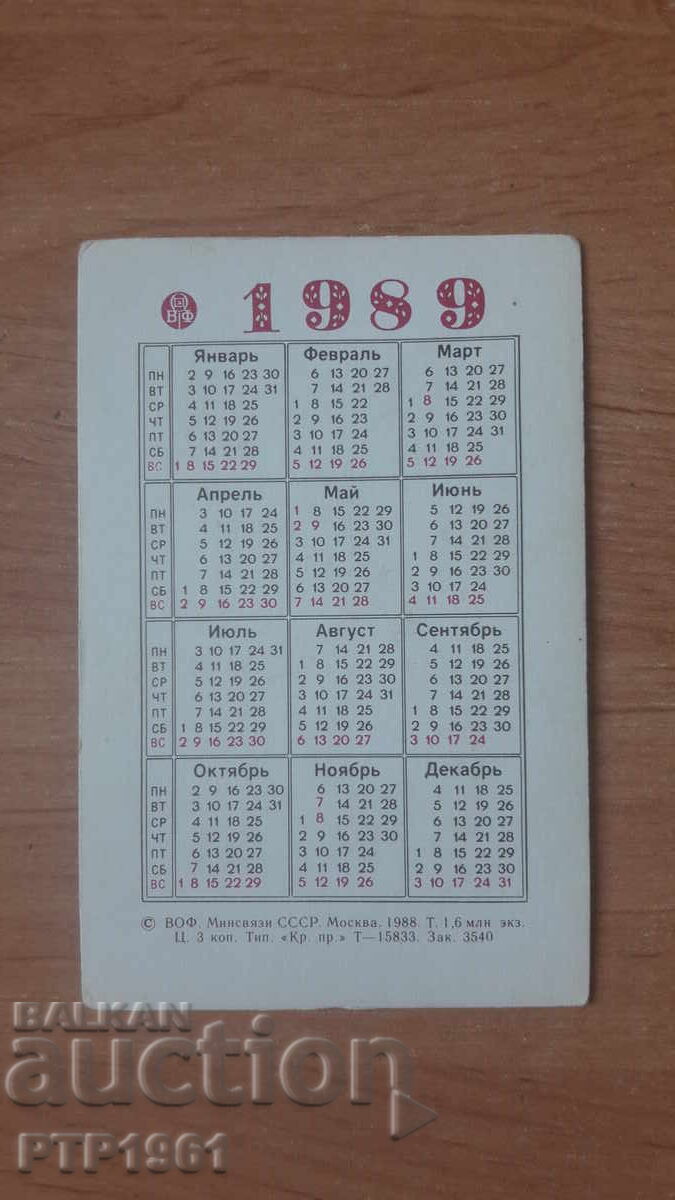 ВОФ 1989
Январь Февраль Март
ПН 2 9 16 23 30 6 13 20 27 6 13 20 27
ВТ 3 10 17 24 31 7 14 21 28 7 14 21 28
СР 4 11 18 25 1 8 15 22 1 8 15 22 29
ЧТ 5 12 19 26 2 9 16 23 2 9 16 23 30
ПТ 6 13 20 27 3 10 17 24 3 10 17 24 31
СБ 7 14 21 28 4 11 18 25 4 11 18 25
ВС 1 8 15 22 29 5 12 19 26 5 12 19 26
Апрель Май Июнь
ПН 3 10 17 24 1 8 15 22 29 5 12 19 26
ВТ 4 11 18 25 2 9 16 23 30 6 13 20 27
СР 5 12 19 26 3 10 17 24 31 7 14 21 28
ЧТ 6 13 20 27 4 11 18 25 1 8 15 22 29
ПТ 7 14 21 28 5 12 19 26 2 9 16 23 30
СБ 1 8 15 22 29 6 13 20 27 3 10 17 24
ВС 2 9 16 23 30 7 14 21 28 4 11 18 25
Июль Август Сентябрь
ПН 3 10 17 24 31 7 14 21 28 4 11 18 25
ВТ 4 11 18 25 1 8 15 22 29 5 12 19 26
СР 5 12 19 26 2 9 16 23 30 6 13 20 27
ЧТ 6 13 20 27 3 10 17 24 31 7 14 21 28
ПТ 7 14 21 28 4 11 18 25 1 8 15 22 29
СБ 1 8 15 22 29 5 12 19 26 2 9 16 23 30
ВС 2 9 16 23 30 6 13 20 27 3 10 17 24
Октябрь Ноябрь Декабрь
ПН 2 9 16 23 30 6 13 20 27 4 11 18 25
ВТ 3 10 17 24 31 7 14 21 28 5 12 19 26
СР 4 11 18 25 1 8 15 22 29 6 13 20 27
ЧТ 5 12 19 26 2 9 16 23 30 7 14 21 28
ПТ 6 13 20 27 3 10 17 24 1 8 15 22 29
СБ 7 14 21 28 4 11 18 25 2 9 16 23 30
ВС 1 8 15 22 29 5 12 19 26 3 10 17 24 31
© ВОФ. Минсвязи СССР. Москва. 1988. Т. 1,6 млн экз.
Ц. 3 коп. Тип. «Кр. пр.» Т—15833. Зак. 3540
BALKAN
auction
PTP1961